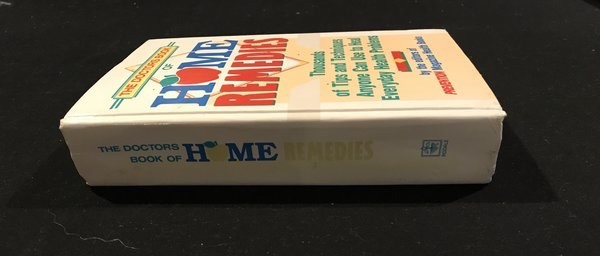 THE DOCTORS BOOK
OF
HOME
REMEDIES
Thousands
of Tips and Techniques
Anyone Can Use to Heal
Everyday Health Problems
by the editors of
PREVENTION Magazine Health Books
THE DOCTORS
BOOK OF
HOME REMEDIES